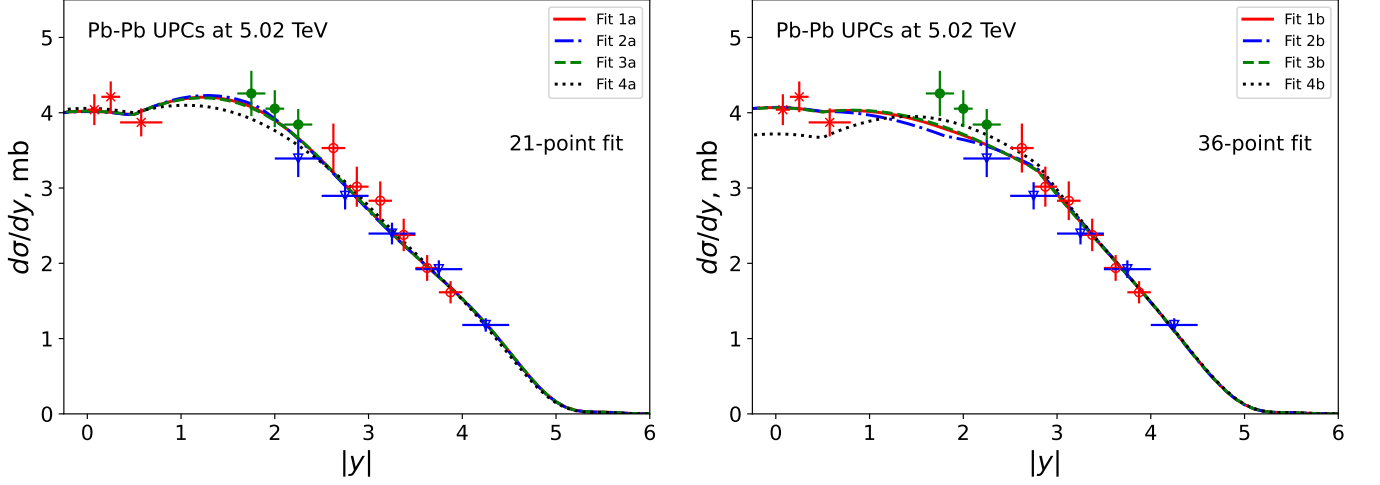 Pb-Pb UPCs at 5.02 TeV
Fit 1a
Fit 2a
Fit 3a
Fit 4a
21-point fit
dσ/dy, mb
5
4
3
2
1
0
0 1 2 3 4 5 6
|y|
Pb-Pb UPCs at 5.02 TeV
Fit 1b
Fit 2b
Fit 3b
Fit 4b
36-point fit
dσ/dy, mb
5
4
3
2
1
0
0 1 2 3 4 5 6
|y|